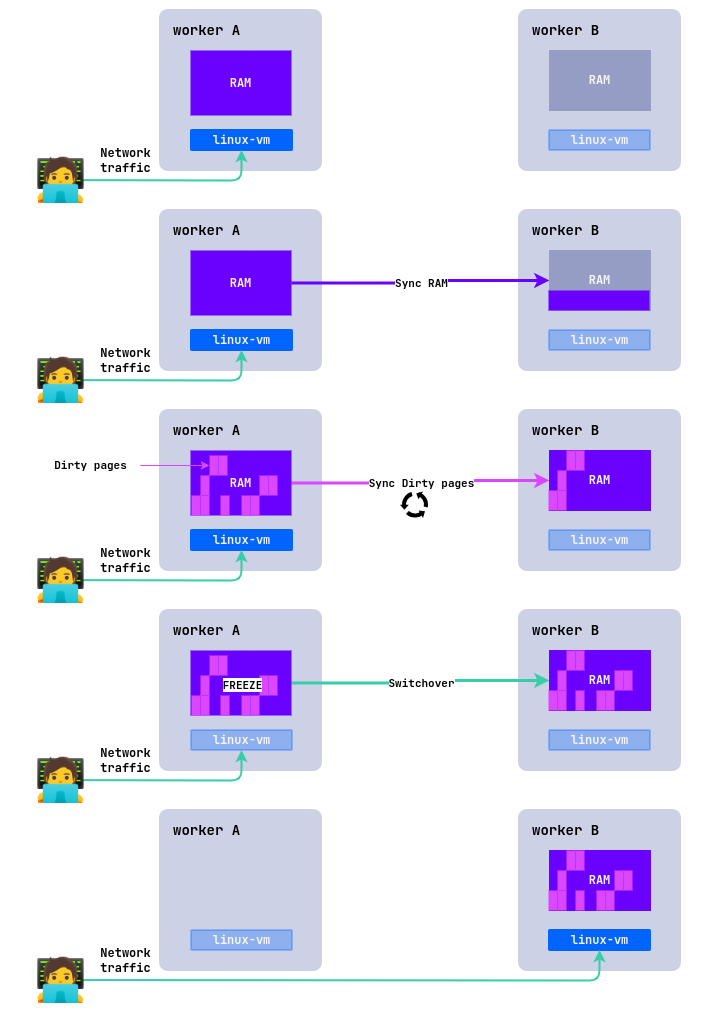 worker A
worker B
RAM
RAM
linux-vm
linux-vm
Network
traffic
worker A
worker B
RAM
Sync RAM
RAM
linux-vm
linux-vm
Network
traffic
worker A
worker B
Dirty pages
RAM
Sync Dirty pages
RAM
linux-vm
linux-vm
Network
traffic
worker A
worker B
FREEZE
Switchover
RAM
linux-vm
linux-vm
Network
traffic
worker A
worker B
RAM
linux-vm
linux-vm
Network
traffic